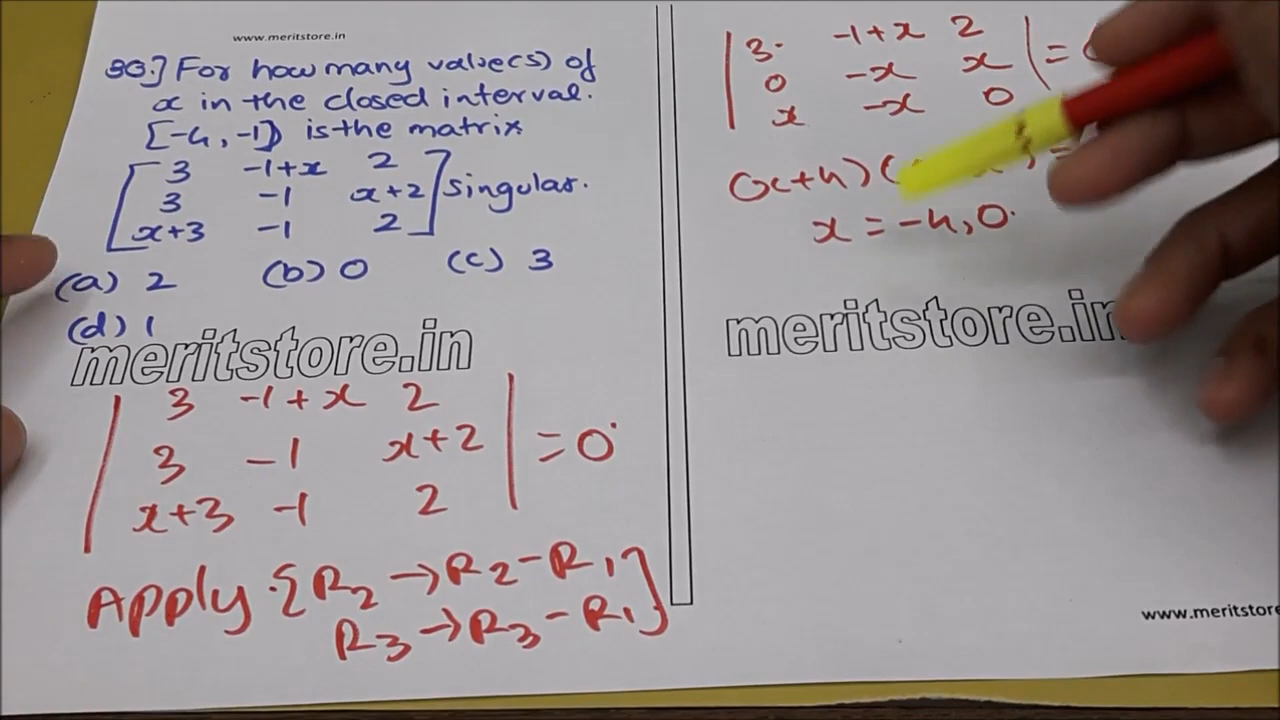 www.meritstore.in
30.] For how many value(s) of
x in the closed interval.
[-4, -1] is the matrix
3 -1+x 2
3 -1 x+2
x+3 -1 2
singular.
(a) 2 (b) 0 (c) 3
(d) 1
meritstore.in
3 -1+x 2
3 -1 x+2
x+3 -1 2
= 0
Apply {R2 → R2 - R1
R3 → R3 - R1}
3 -1+x 2
0 -x x
x -x 0
=
(x+4)(
x = -4, 0
meritstore.in
www.meritstore